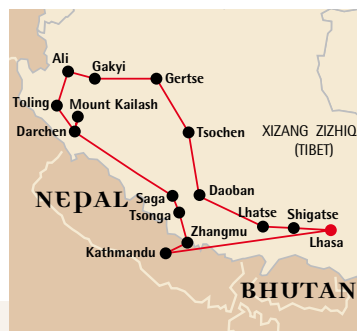 Ali
Gakyi
Gertse
Toling
Mount Kailash
Darchen
Tsochen
XIZANG ZIZHIQ
(TIBET)
Daoban
NEPAL
Saga
Tsonga
Lhatse
Shigatse
Zhangmu
Lhasa
Kathmandu
BHUTAN